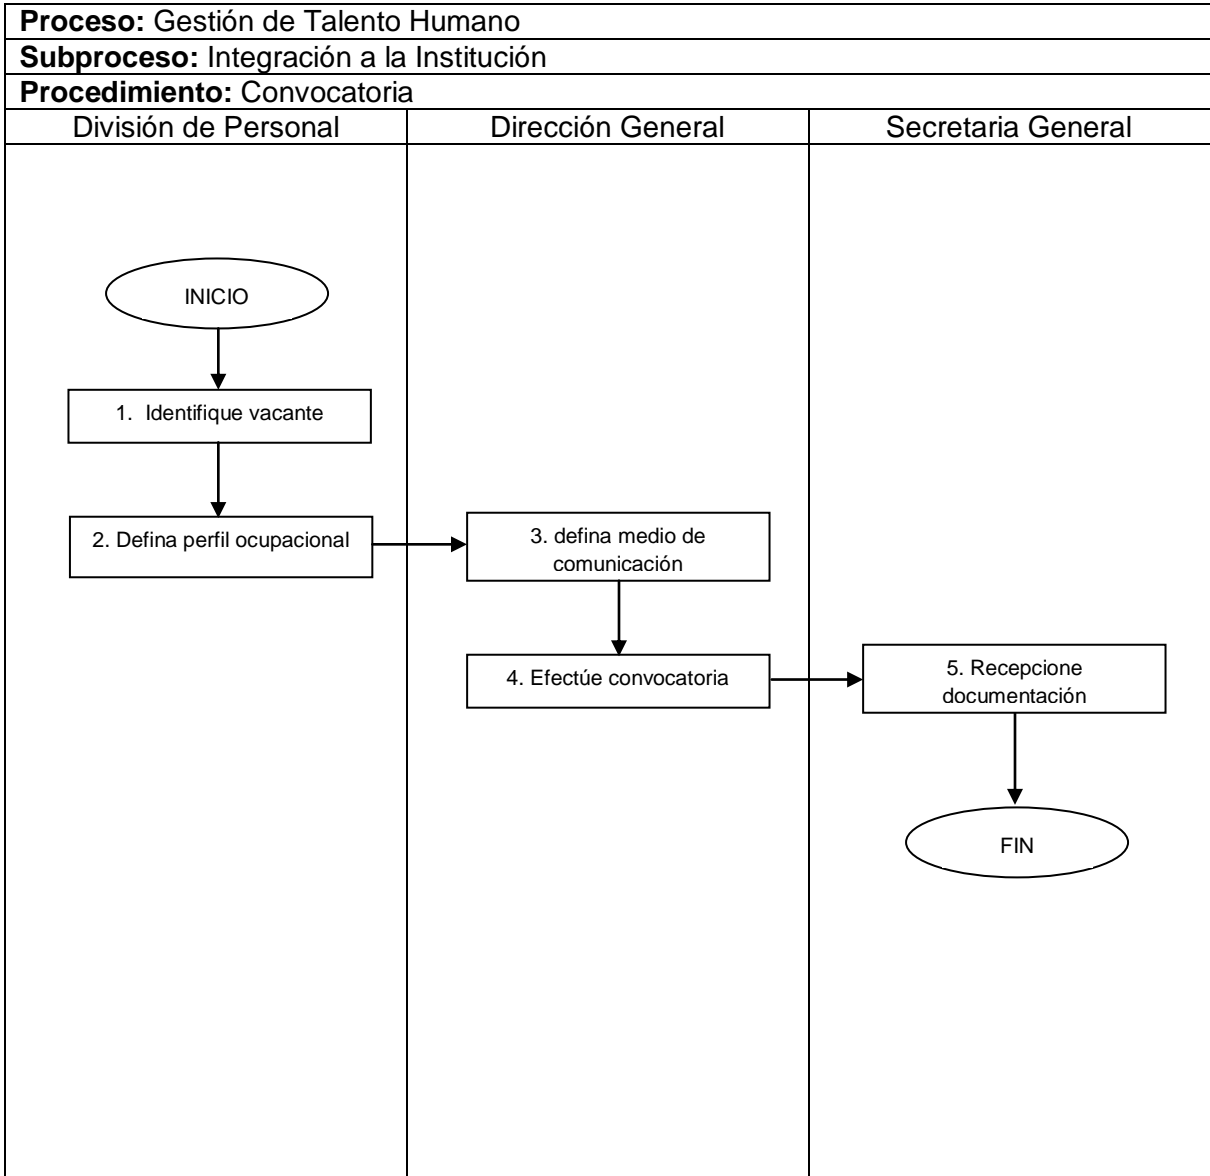 Proceso: Gestión de Talento Humano
Subproceso: Integración a la Institución
Procedimiento: Convocatoria
División de Personal
Dirección General
Secretaria General
INICIO
1. Identifique vacante
2. Defina perfil ocupacional
3. defina medio de
comunicación
4. Efectúe convocatoria
5. Recepcione
documentación
FIN